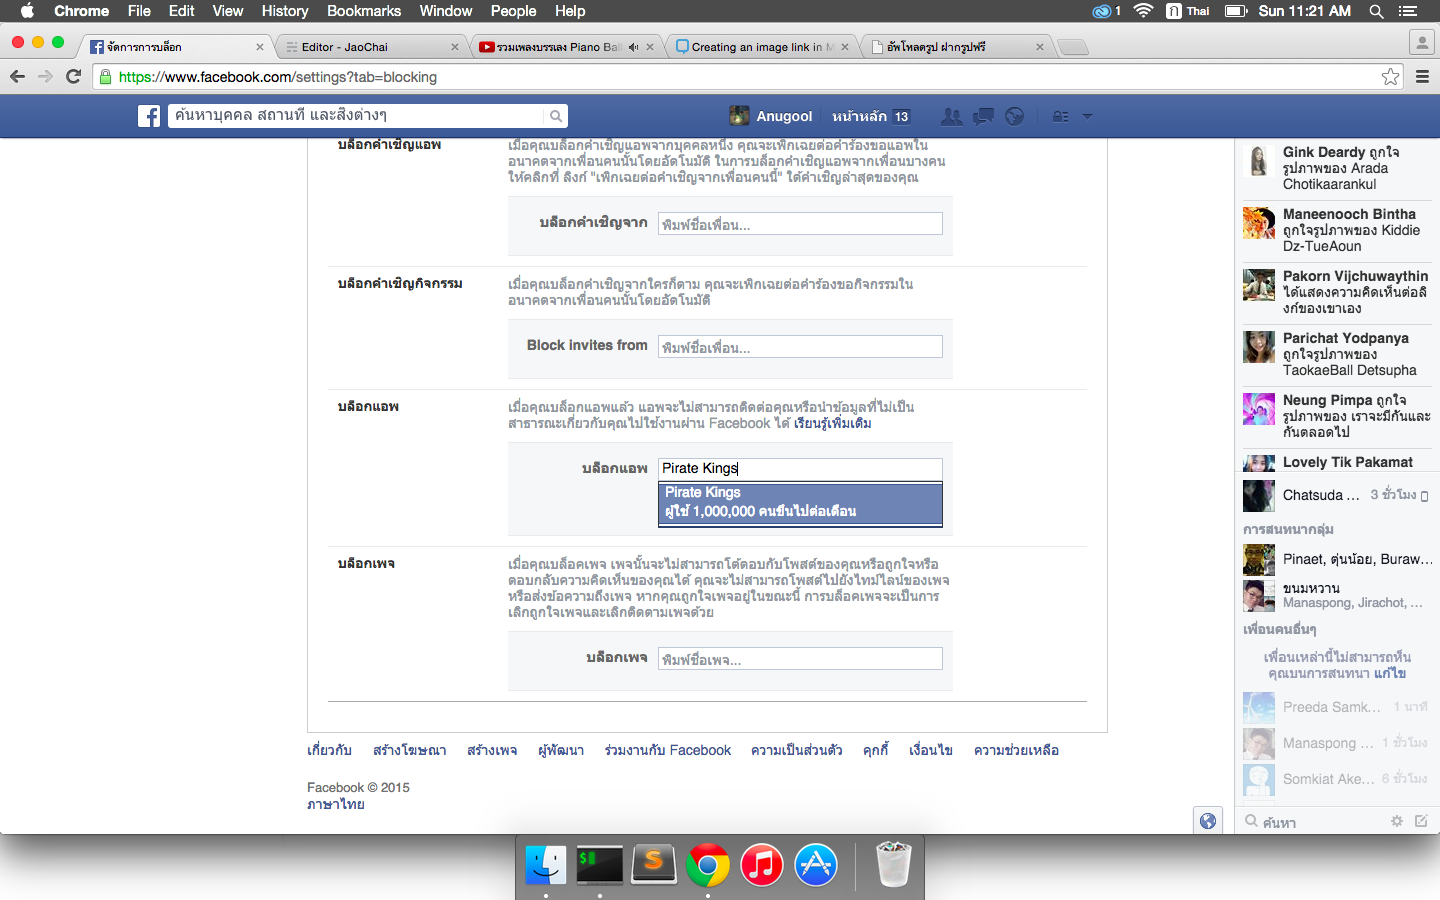 Chrome File Edit View History Bookmarks Window People Help
1 ก Thai Sun 11:21 AM
จัดการการบล็อก
Editor - JaoChai
รวมเพลงบรรเลง Piano Ball
Creating an image link in M
อัพโหลดรูป ฝากรูปฟรี
https://www.facebook.com/settings?tab=blocking
ค้นหาบุคคล สถานที่ และสิ่งต่างๆ
Anugool หน้าหลัก 13
บล็อกคำเชิญแอพ
เมื่อคุณบล็อกคำเชิญแอพจากบุคคลหนึ่ง คุณจะเพิกเฉยต่อคำร้องขอแอพใน
อนาคตจากเพื่อนคนนั้นโดยอัตโนมัติ ในการบล็อกคำเชิญแอพจากเพื่อนบางคน
ให้คลิกที่ ลิงก์ "เพิกเฉยต่อคำเชิญจากเพื่อนคนนี้" ใต้คำเชิญล่าสุดของคุณ
บล็อกคำเชิญจาก พิมพ์ชื่อเพื่อน...
บล็อกคำเชิญกิจกรรม
เมื่อคุณบล็อกคำเชิญจากใครก็ตาม คุณจะเพิกเฉยต่อคำร้องขอกิจกรรมใน
อนาคตจากเพื่อนคนนั้นโดยอัตโนมัติ
Block invites from พิมพ์ชื่อเพื่อน...
บล็อกแอพ
เมื่อคุณบล็อกแอพแล้ว แอพจะไม่สามารถติดต่อคุณหรือนำข้อมูลที่ไม่เป็น
สาธารณะเกี่ยวกับคุณไปใช้งานผ่าน Facebook ได้ เรียนรู้เพิ่มเติม
บล็อกแอพ Pirate Kings
Pirate Kings
ผู้ใช้ 1,000,000 คนขึ้นไปต่อเดือน
บล็อกเพจ
เมื่อคุณบล็อคเพจ เพจนั้นจะไม่สามารถโต้ตอบกับโพสต์ของคุณหรือถูกใจหรือ
ตอบกลับความคิดเห็นของคุณได้ คุณจะไม่สามารถโพสต์ไปยังไทม์ไลน์ของเพจ
หรือส่งข้อความถึงเพจ หากคุณถูกใจเพจอยู่ในขณะนี้ การบล็อคเพจจะเป็นการ
เลิกถูกใจเพจและเลิกติดตามเพจด้วย
บล็อกเพจ พิมพ์ชื่อเพจ...
เกี่ยวกับ สร้างโฆษณา สร้างเพจ ผู้พัฒนา ร่วมงานกับ Facebook ความเป็นส่วนตัว คุกกี้ เงื่อนไข ความช่วยเหลือ
Facebook © 2015
ภาษาไทย
Gink Deardy ถูกใจ
รูปภาพของ Arada
Chotikaarankul
Maneenooch Bintha
ถูกใจรูปภาพของ Kiddie
Dz-TueAoun
Pakorn Vijchuwaythin
ได้แสดงความคิดเห็นต่อลิ
งก์ของเขาเอง
Parichat Yodpanya
ถูกใจรูปภาพของ
TaokaeBall Detsupha
Neung Pimpa ถูกใจ
รูปภาพของ เราจะมีกันและ
กันตลอดไป
Lovely Tik Pakamat
Chatsuda ... 3 ชั่วโมง
การสนทนากลุ่ม
Pinaet, ตุ่นน้อย, Buraw...
ขนมหวาน
Manaspong, Jirachot, ...
เพื่อนคนอื่นๆ
เพื่อนเหล่านี้ไม่สามารถเห็น
คุณบนการสนทนา แก้ไข
Preeda Samk... 1 นาที
Manaspong ... 1 ชั่วโมง
Somkiat Ake... 6 ชั่วโมง
ค้นหา